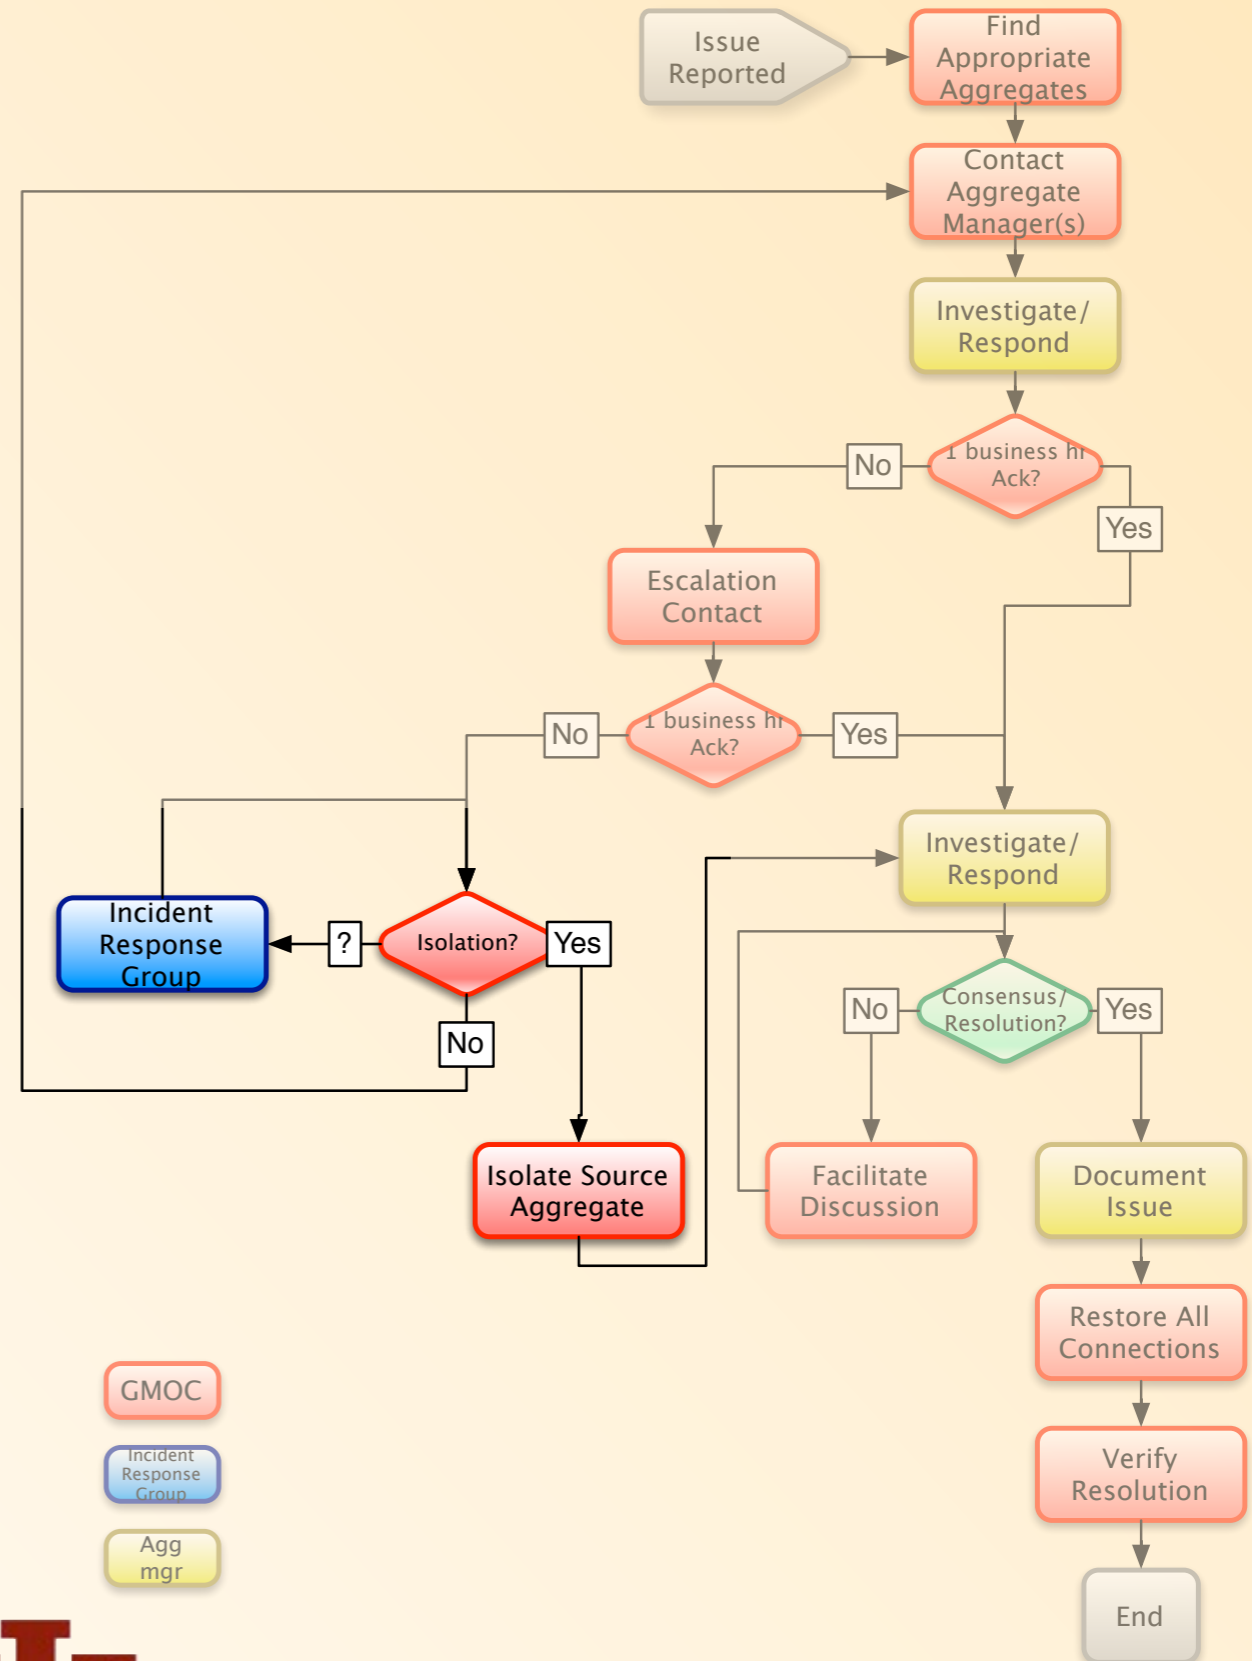 Issue
Reported
Find
Appropriate
Aggregates
Contact
Aggregate
Manager(s)
Investigate/
Respond
1 business hr
Ack?
No
Yes
Escalation
Contact
1 business hr
Ack?
No
Yes
Investigate/
Respond
Incident
Response
Group
?
Isolation?
Yes
No
Consensus/
Resolution?
No
Yes
Isolate Source
Aggregate
Facilitate
Discussion
Document
Issue
Restore All
Connections
Verify
Resolution
End
GMOC
Incident
Response
Group
Agg
mgr